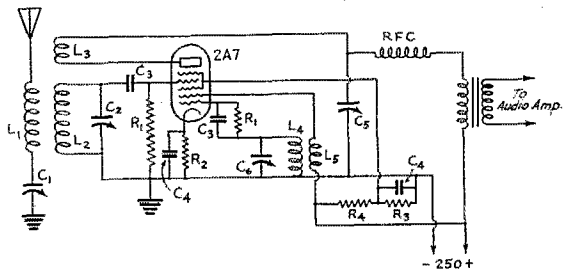 RFC
L3
2A7
C3
To
Audio Amp.
C2
R1
C5
L1
L2
C3
R1
L4
L5
R2
C6
C4
C4
C1
R4
R3
- 250 +